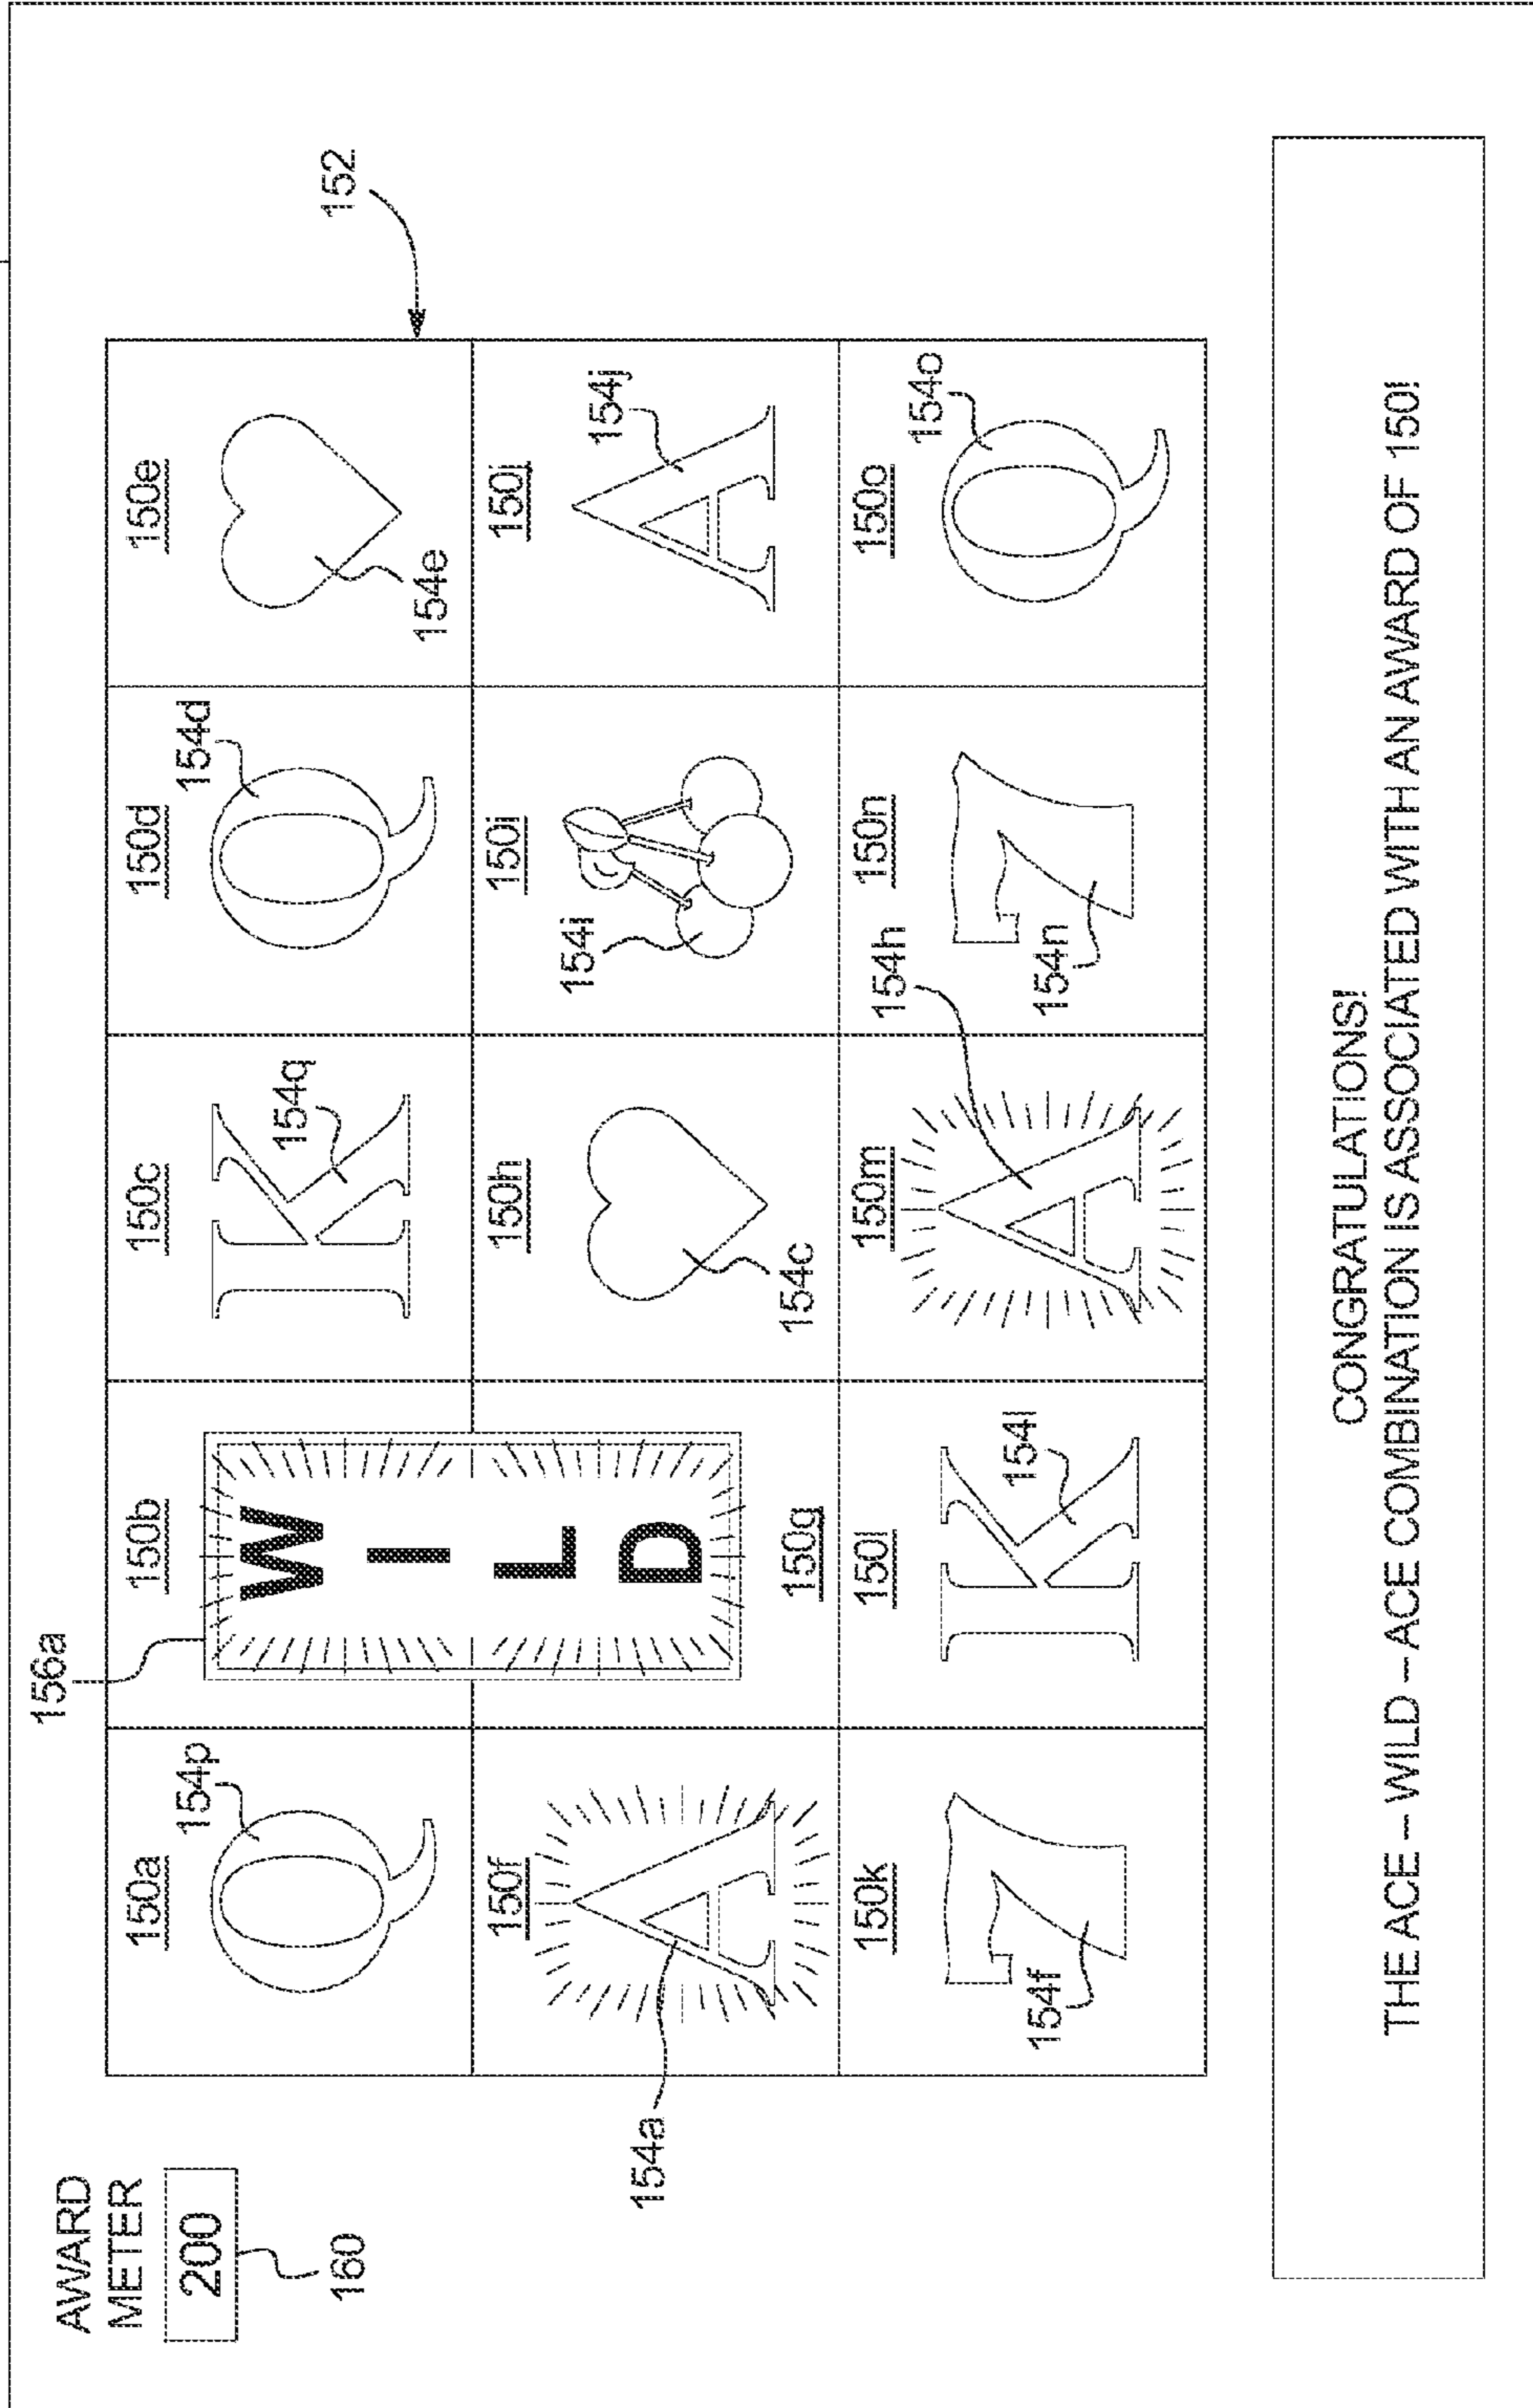 AWARD
METER
200
160
156a
152
150a
154p
150b
W
I
L
D
150c
K
154q
150d
Q
154d
150e
154e
Q
150f
A
154a
150g
150h
154c
150i
154i
150j
A
154j
150k
7
154f
150l
K
154l
150m
A
154h
150n
7
154n
150o
Q
154o
CONGRATULATIONS!
THE ACE – WILD – ACE COMBINATION IS ASSOCIATED WITH AN AWARD OF 150!